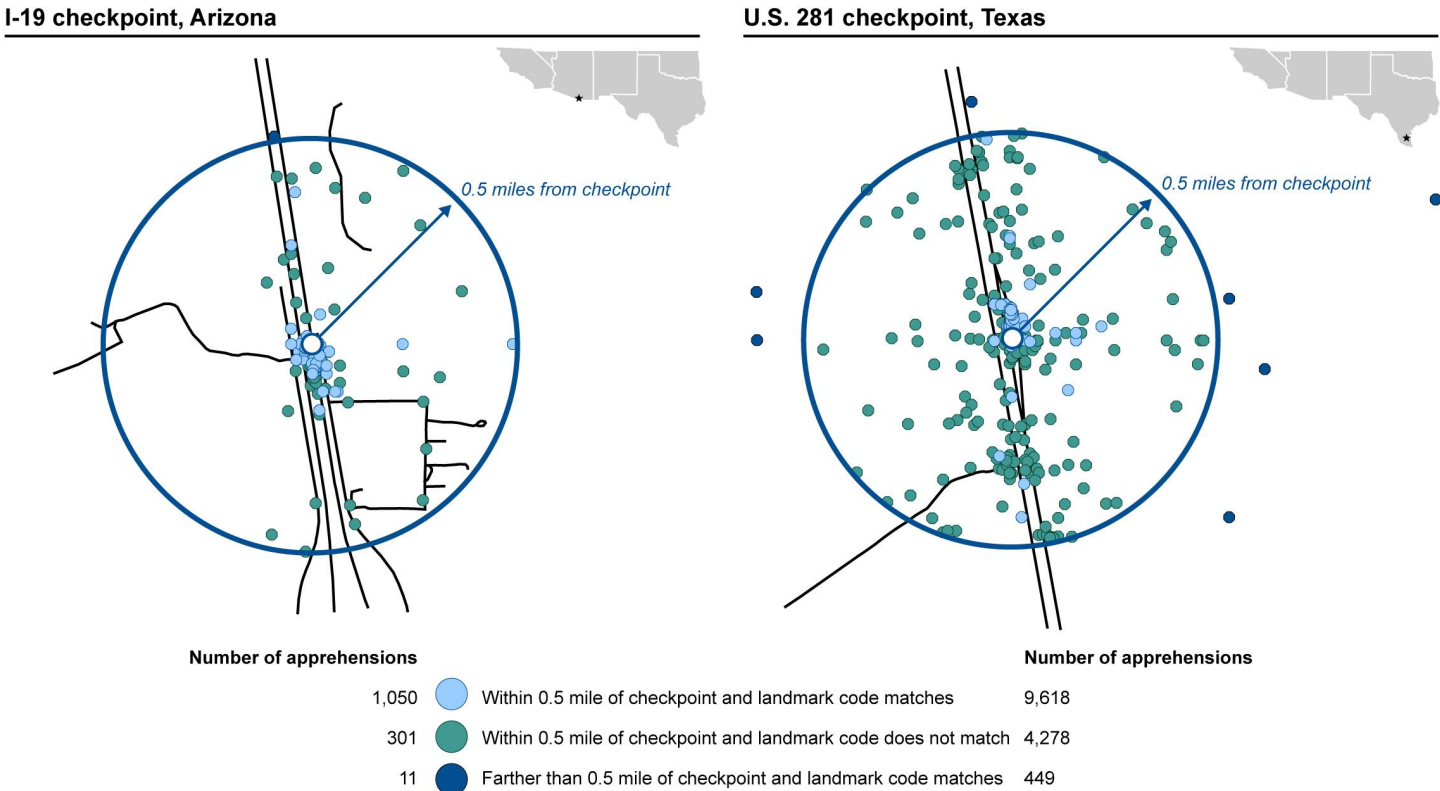 I-19 checkpoint, Arizona
U.S. 281 checkpoint, Texas
0.5 miles from checkpoint
0.5 miles from checkpoint
Number of apprehensions
Number of apprehensions
1,050 Within 0.5 mile of checkpoint and landmark code matches 9,618
301 Within 0.5 mile of checkpoint and landmark code does not match 4,278
11 Farther than 0.5 mile of checkpoint and landmark code matches 449